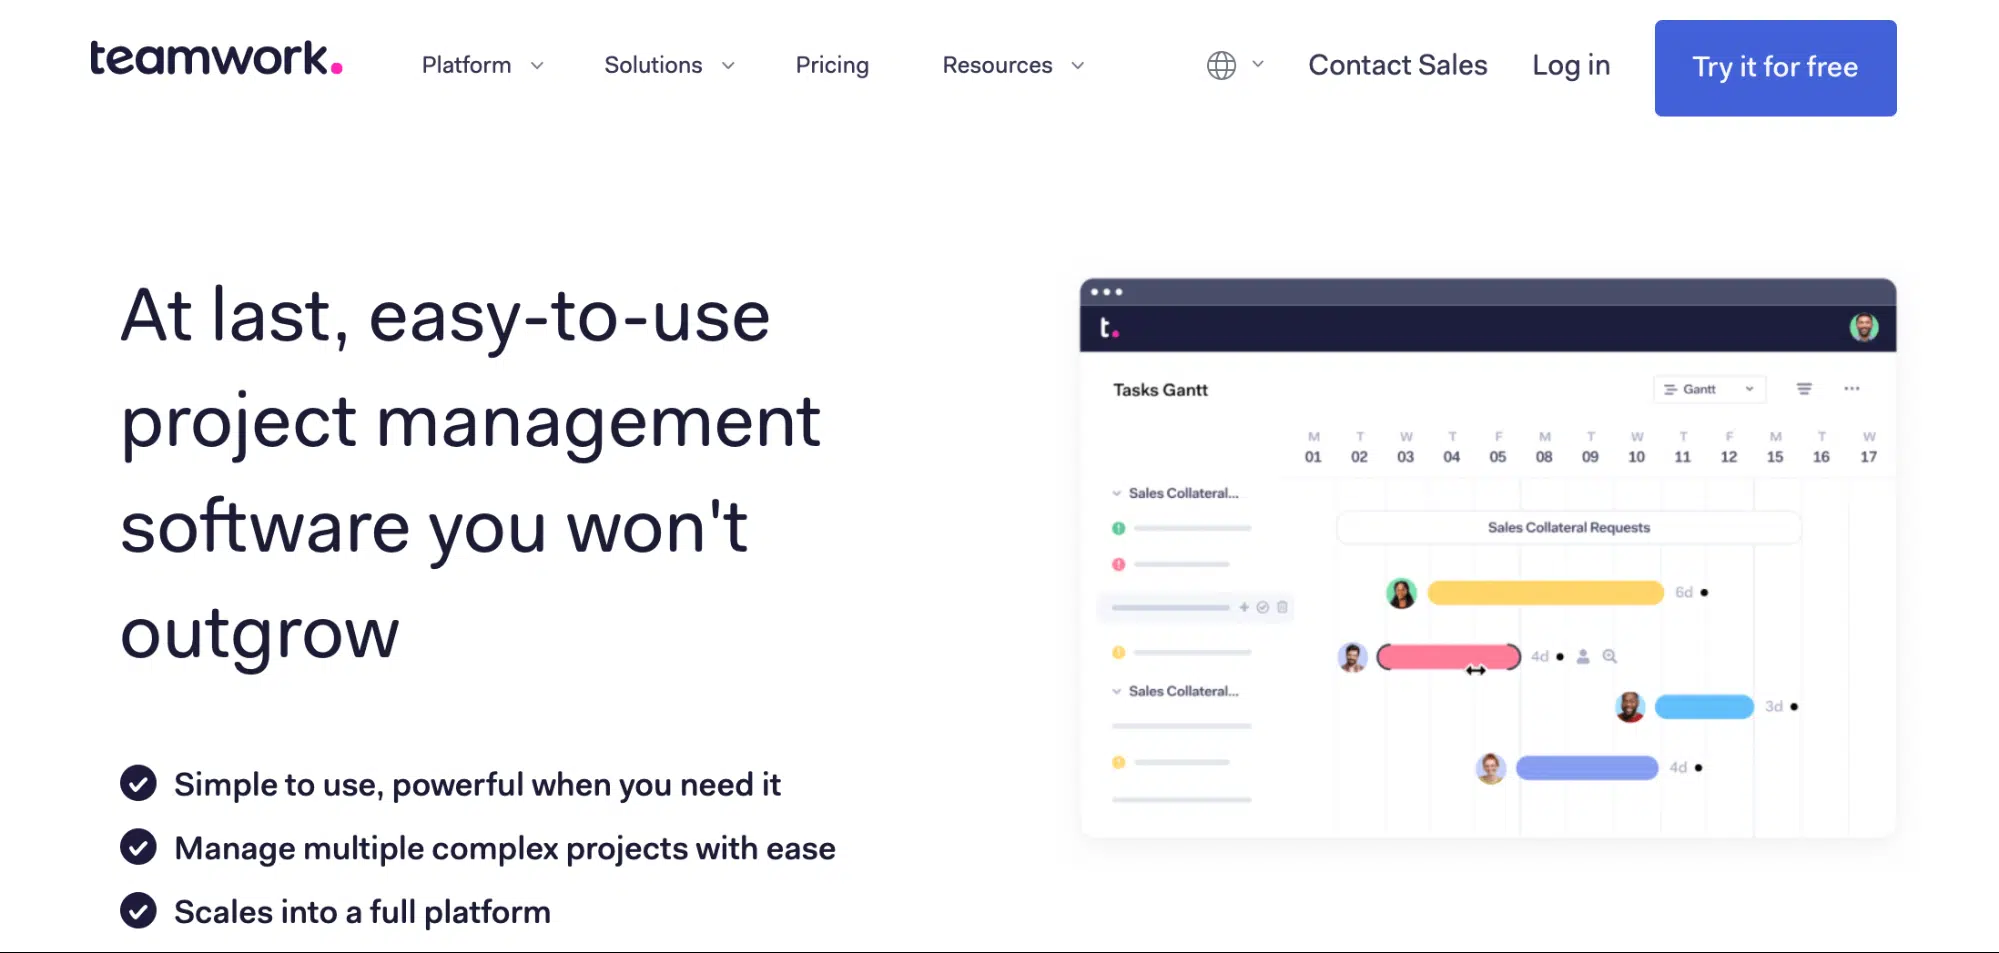 teamwork.
Platform
Solutions
Pricing
Resources
Contact Sales
Log in
Try it for free
At last, easy-to-use
project management
software you won't
outgrow
Simple to use, powerful when you need it
Manage multiple complex projects with ease
Scales into a full platform
t.
Tasks Gantt
Gantt
M T W T F M T W T F M T W
01 02 03 04 05 08 09 10 11 12 15 16 17
Sales Collateral...
Sales Collateral Requests
6d
4d
Sales Collateral...
3d
4d